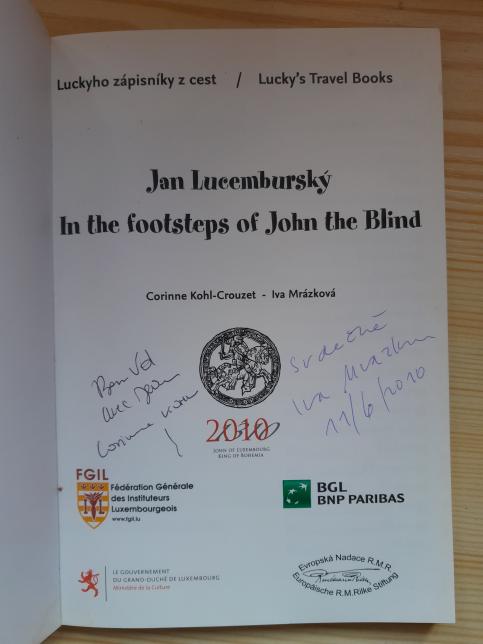 Luckyho zápisníky z cest / Lucky's Travel Books
Jan Lucemburský
In the footsteps of John the Blind
Corinne Kohl-Crouzet - Iva Mrázková
avec Jean
Corinne
Srdečně
Iva Mrázková
11/6/2010
2010
JOHN OF LUXEMBOURG
KING OF BOHEMIA
FGIL
Fédération Générale
des Instituteurs
Luxembourgeois
www.fgil.lu
BGL
BNP PARIBAS
LE GOUVERNEMENT
DU GRAND-DUCHÉ DE LUXEMBOURG
Ministère de la Culture
Evropská Nadace R.M.R.
Europäische R.M.Rilke Stiftung